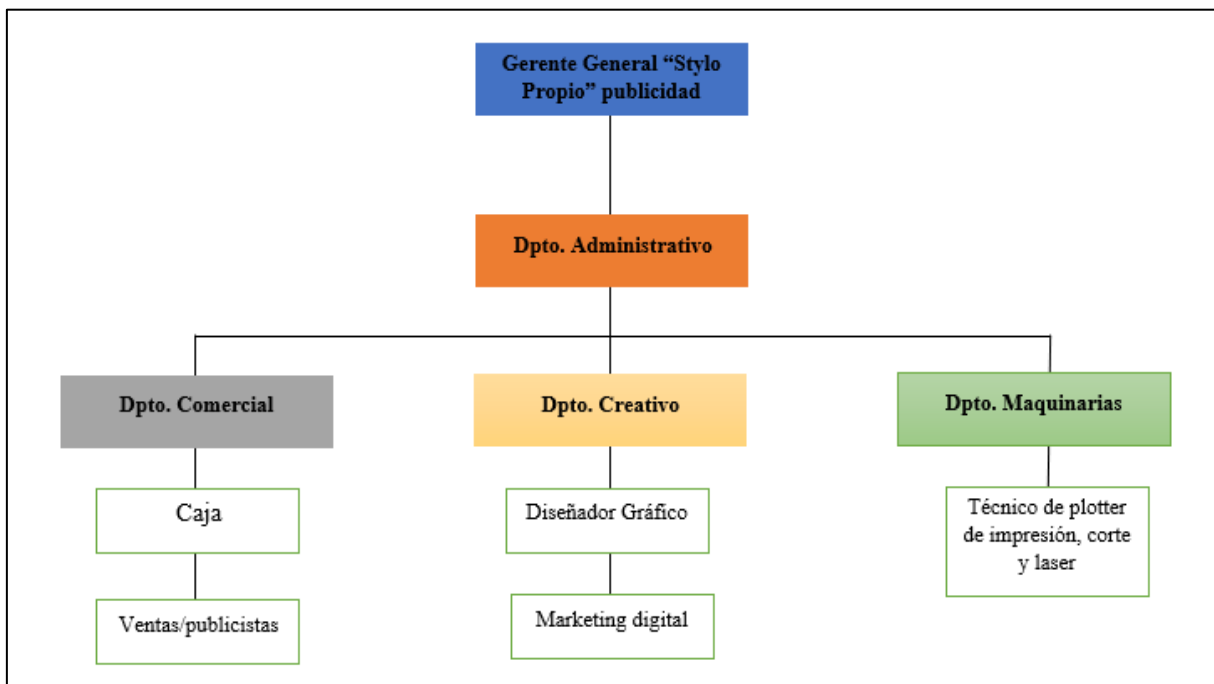 Gerente General “Stylo
Propio” publicidad
Dpto. Administrativo
Dpto. Comercial
Dpto. Creativo
Dpto. Maquinarias
Caja
Diseñador Gráfico
Técnico de plotter
de impresión, corte
y laser
Ventas/publicistas
Marketing digital